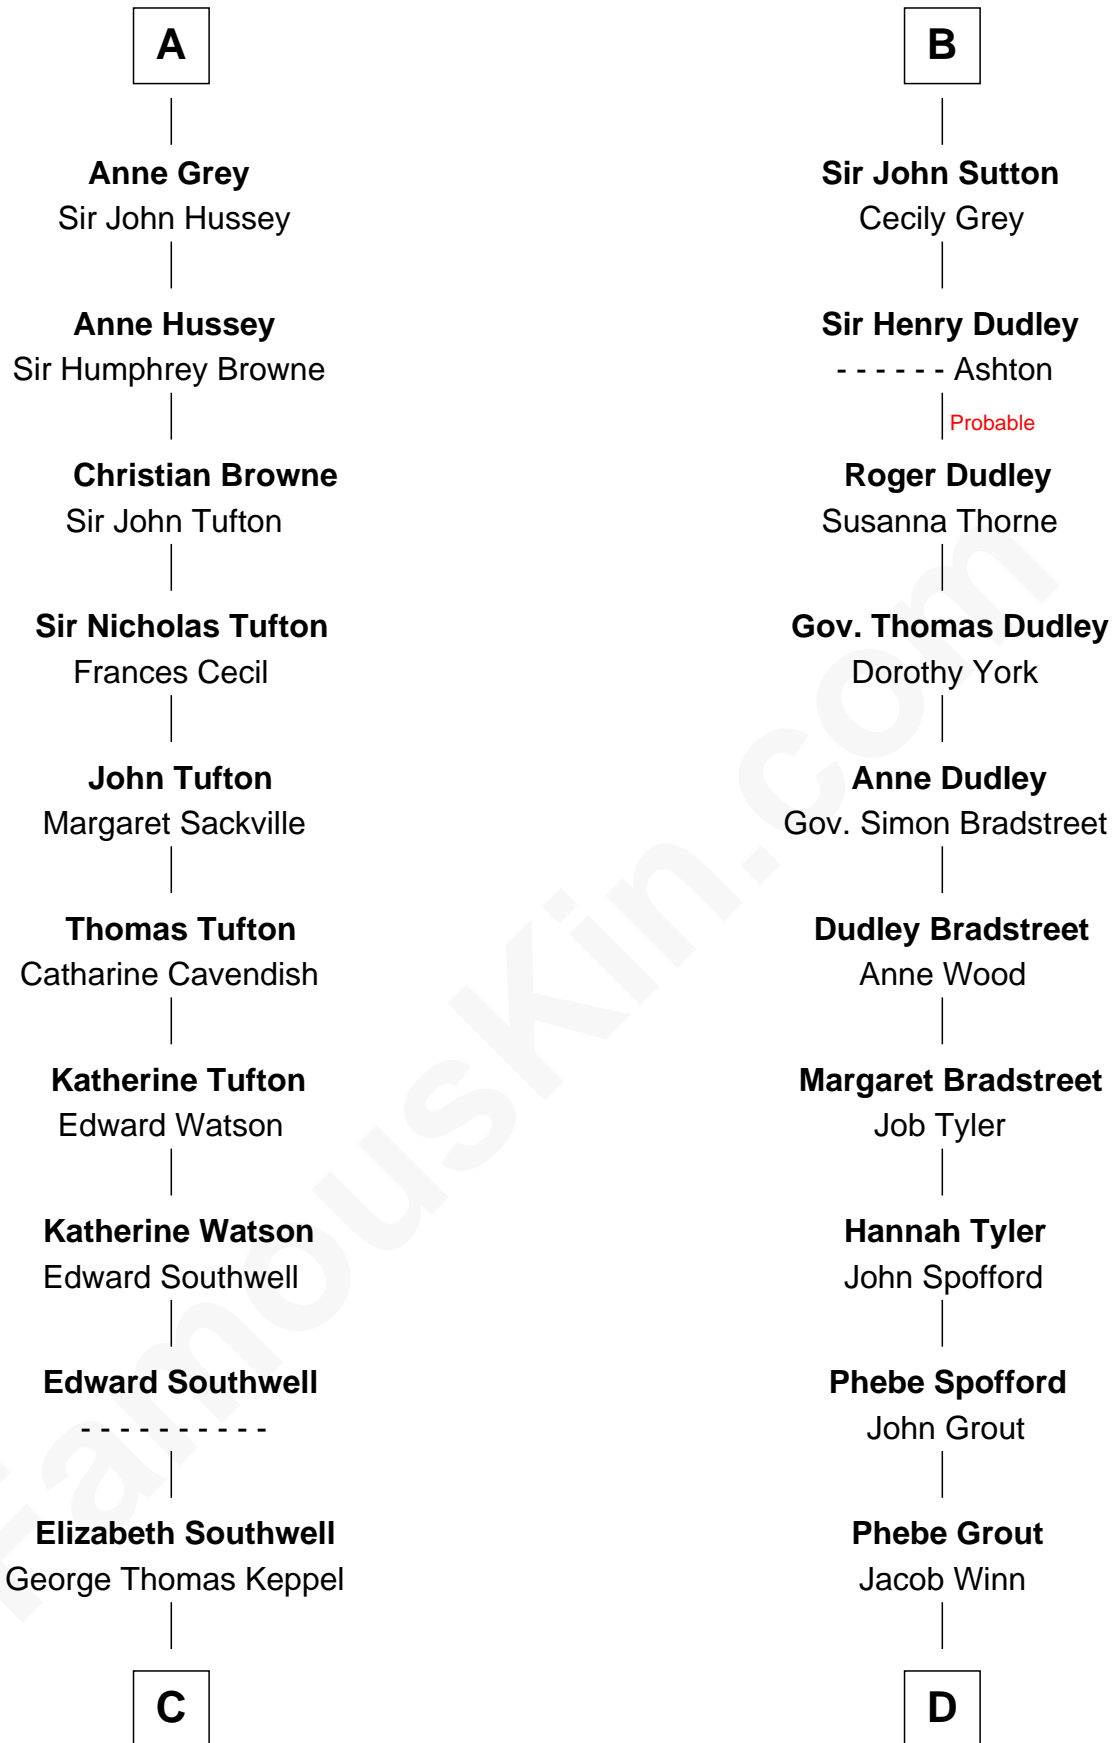 A
Anne Grey
Sir John Hussey
Anne Hussey
Sir Humphrey Browne
Christian Browne
Sir John Tufton
Sir Nicholas Tufton
Frances Cecil
John Tufton
Margaret Sackville
Thomas Tufton
Catharine Cavendish
Katherine Tufton
Edward Watson
Katherine Watson
Edward Southwell
Edward Southwell
- - - - - - - - - -
Elizabeth Southwell
George Thomas Keppel
C
B
Sir John Sutton
Cecily Grey
Sir Henry Dudley
- - - - - - Ashton
Probable
Roger Dudley
Susanna Thorne
Gov. Thomas Dudley
Dorothy York
Anne Dudley
Gov. Simon Bradstreet
Dudley Bradstreet
Anne Wood
Margaret Bradstreet
Job Tyler
Hannah Tyler
John Spofford
Phebe Spofford
John Grout
Phebe Grout
Jacob Winn
D
FamousKin.com